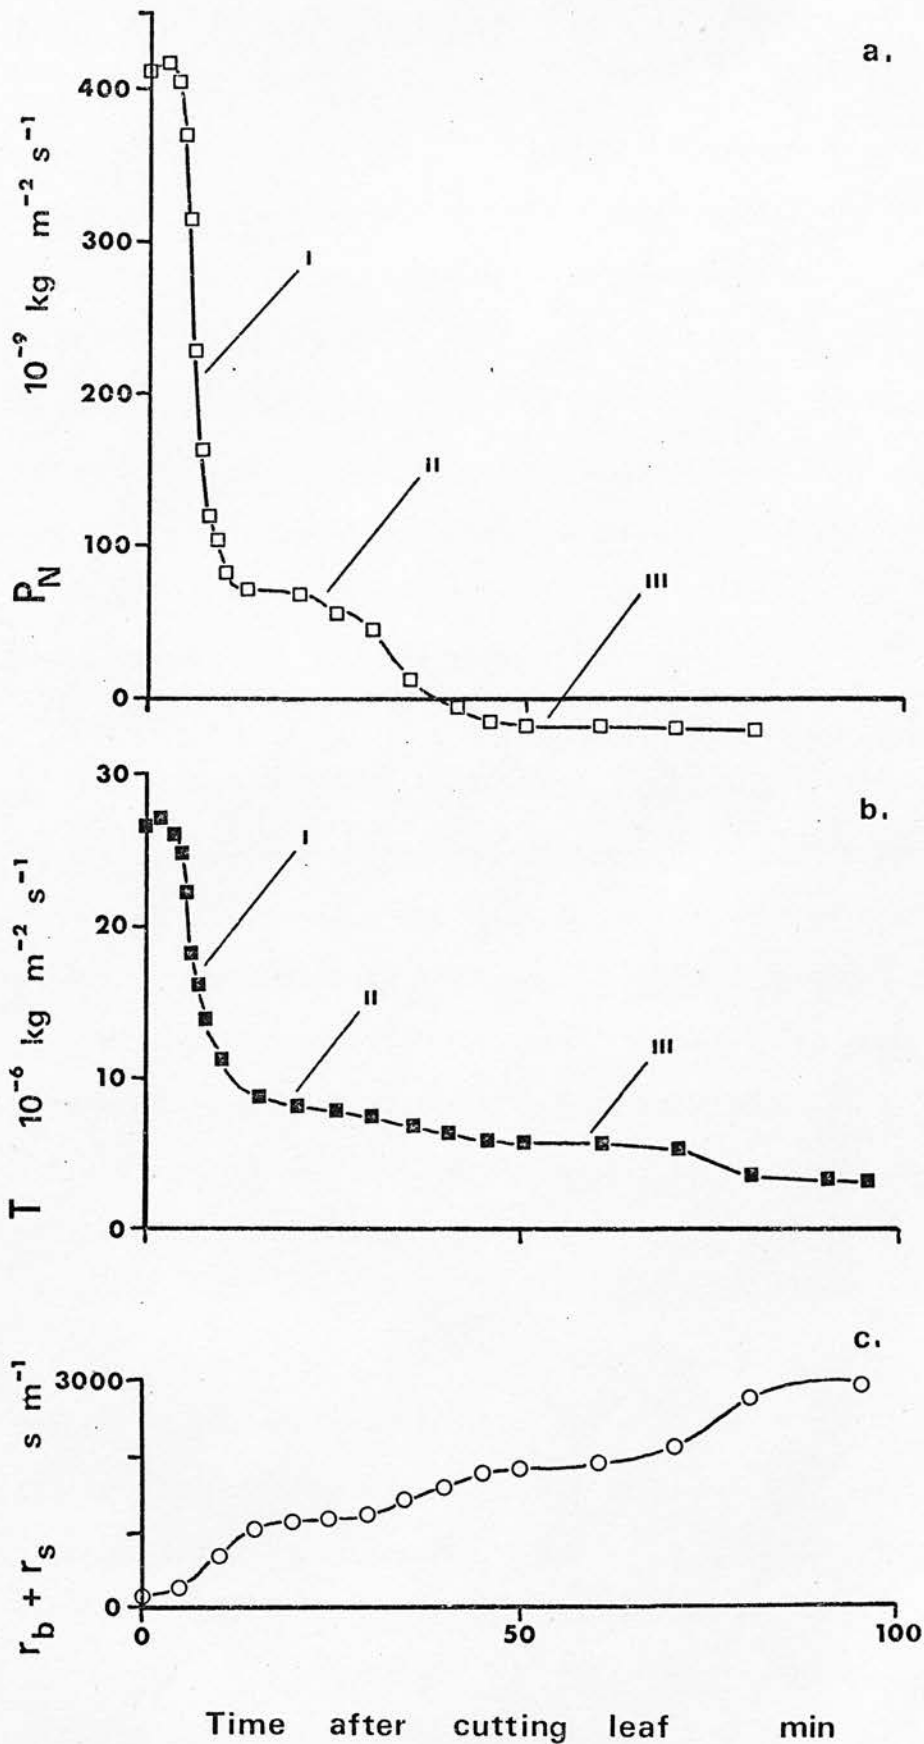 a.
400
300
200
100
0
P_N 10⁻⁹ kg m⁻² s⁻¹
I
II
III
b.
30
20
10
0
T 10⁻⁶ kg m⁻² s⁻¹
I
II
III
c.
3000
0
r_b + r_s s m⁻¹
0 50 100
Time after cutting leaf min